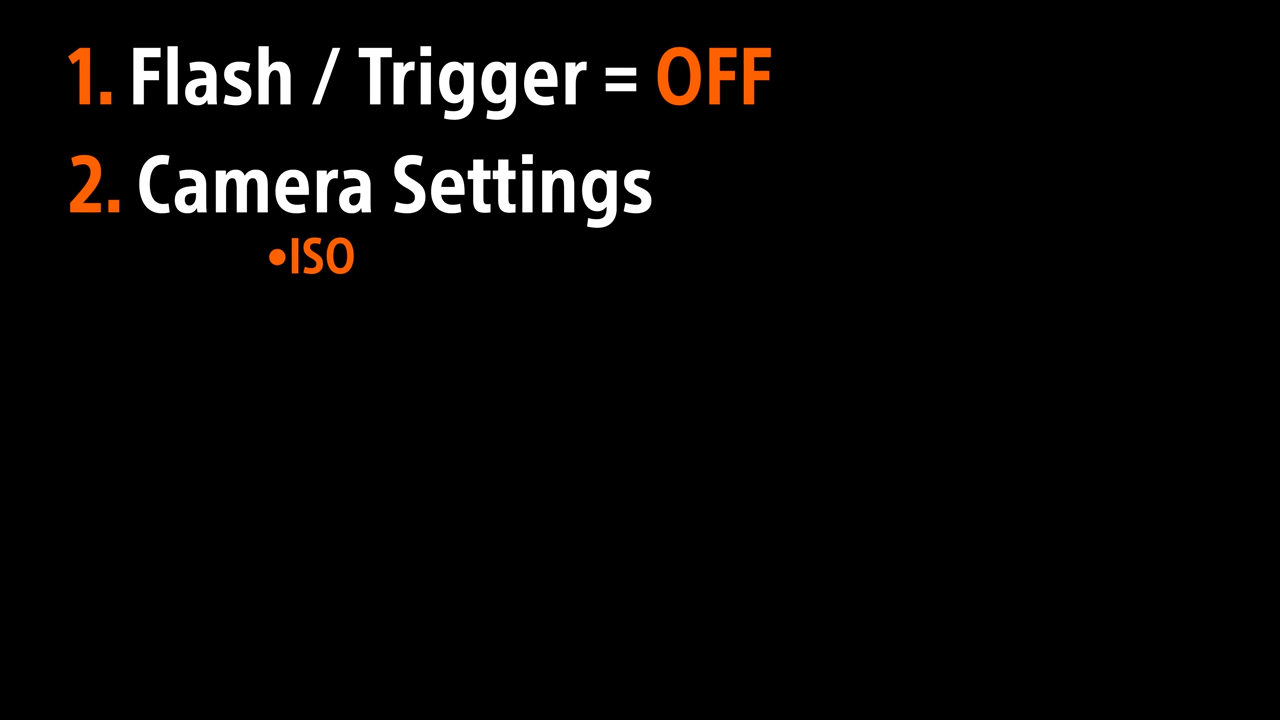 1. Flash / Trigger = OFF
2. Camera Settings
•ISO